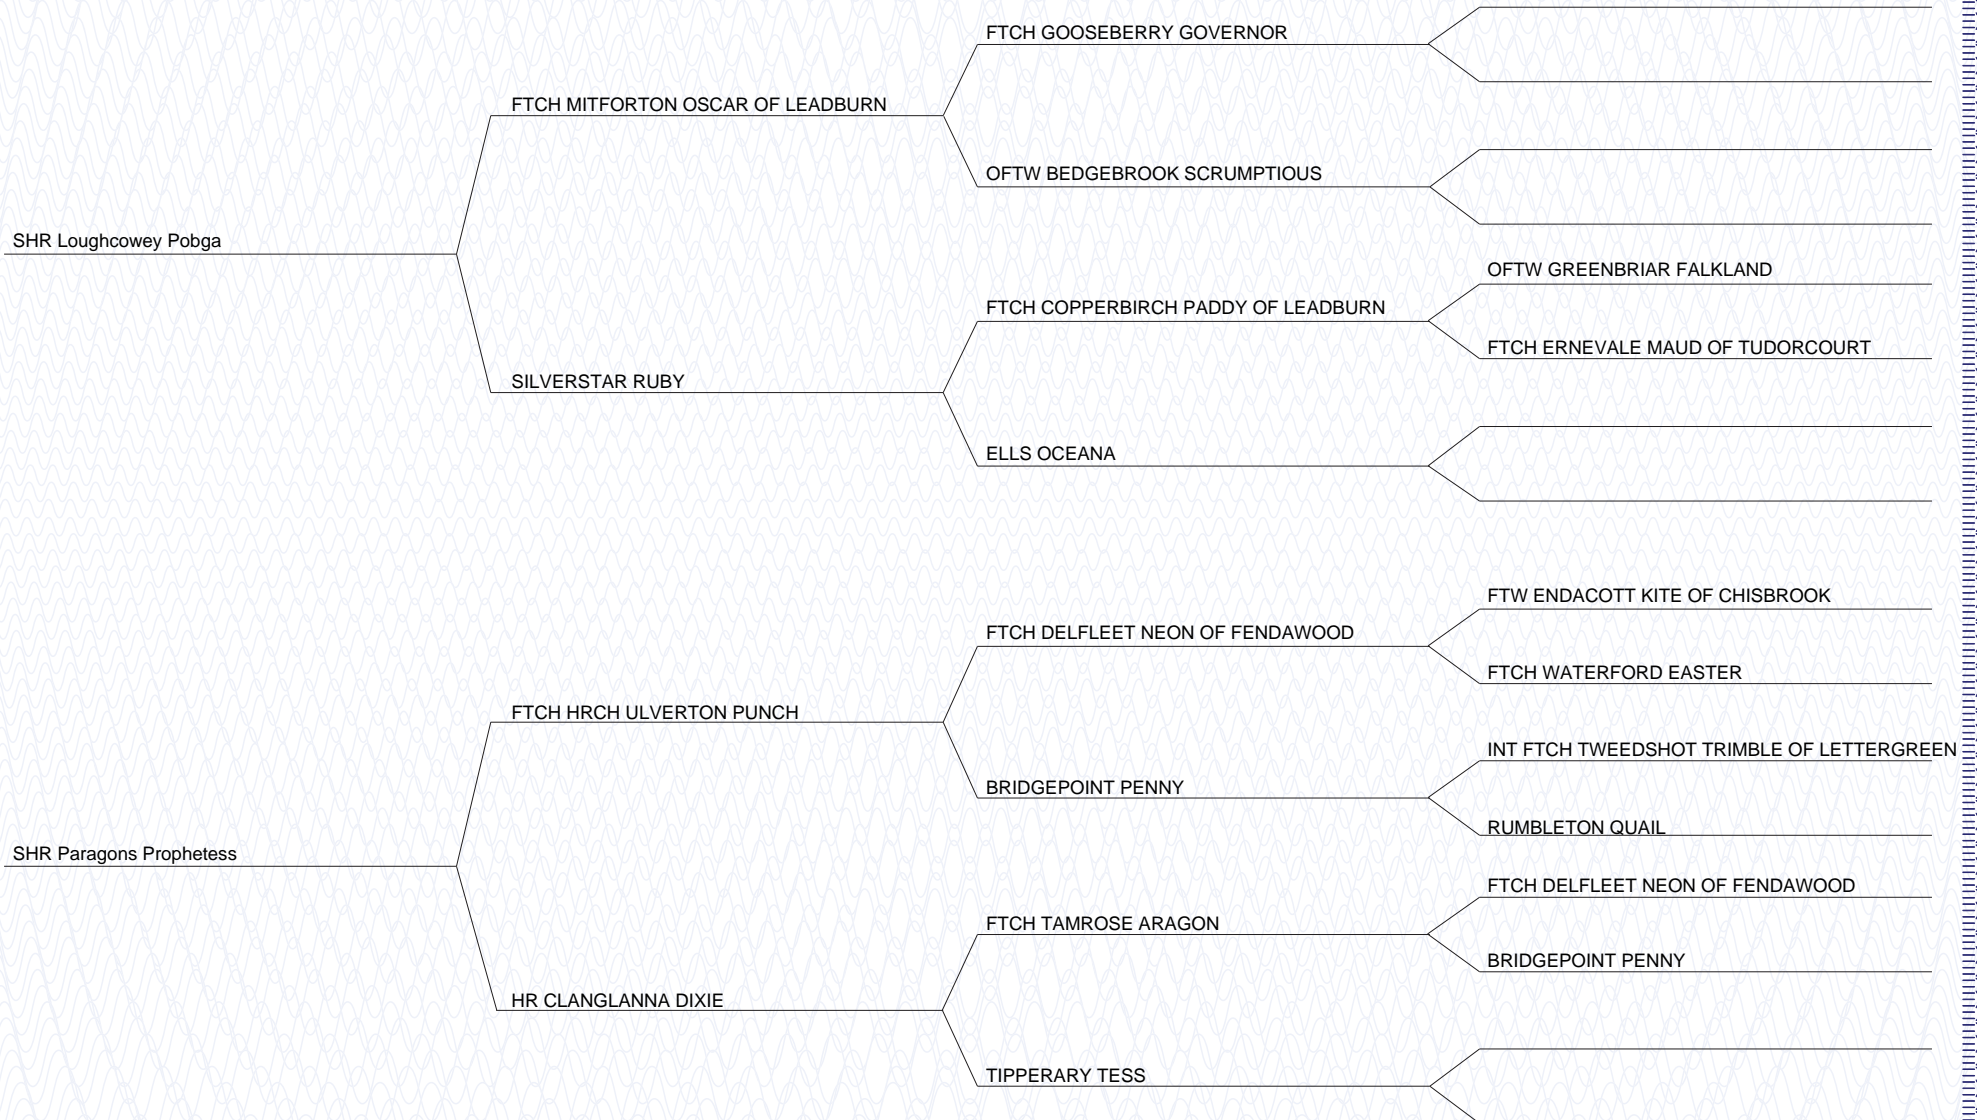 FTCH GOOSEBERRY GOVERNOR
FTCH MITFORTON OSCAR OF LEADBURN
OFTW BEDGEBROOK SCRUMPTIOUS
SHR Loughcowey Pobga
OFTW GREENBRIAR FALKLAND
FTCH COPPERBIRCH PADDY OF LEADBURN
FTCH ERNEVALE MAUD OF TUDORCOURT
SILVERSTAR RUBY
ELLS OCEANA
FTW ENDACOTT KITE OF CHISBROOK
FTCH DELFLEET NEON OF FENDAWOOD
FTCH WATERFORD EASTER
FTCH HRCH ULVERTON PUNCH
INT FTCH TWEEDSHOT TRIMBLE OF LETTERGREEN
BRIDGEPOINT PENNY
RUMBLETON QUAIL
SHR Paragons Prophetess
FTCH DELFLEET NEON OF FENDAWOOD
FTCH TAMROSE ARAGON
BRIDGEPOINT PENNY
HR CLANGLANNA DIXIE
TIPPERARY TESS